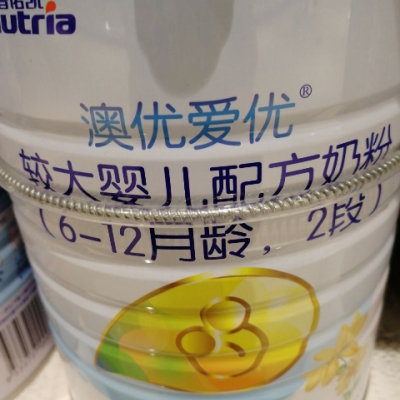 utria
澳优爱优®
较大婴儿配方奶粉
(6-12月龄，2段)